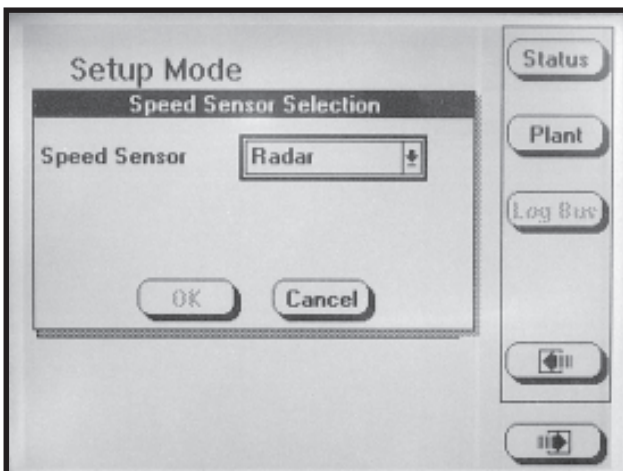 Setup Mode
Speed Sensor Selection
Speed Sensor Radar
OK Cancel
Status
Plant
Log Bus